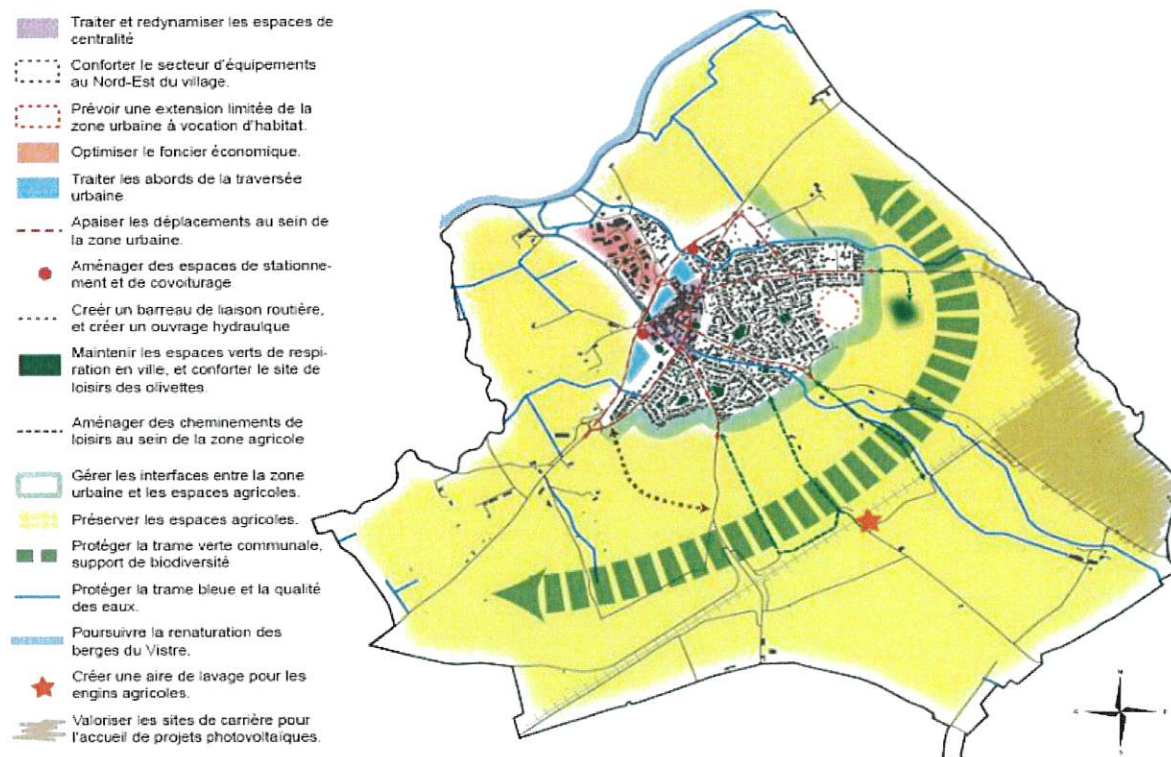 Traiter et redynamiser les espaces de
centralité
Conforter le secteur d'équipements
au Nord-Est du village.
Prévoir une extension limitée de la
zone urbaine à vocation d'habitat.
Optimiser le foncier économique.
Traiter les abords de la traversée
urbaine
Apaiser les déplacements au sein de
la zone urbaine.
Aménager des espaces de stationne-
ment et de covoiturage
Creér un barreau de liaison routière,
et créer un ouvrage hydraulque
Maintenir les espaces verts de respi-
ration en ville, et conforter le site de
loisirs des olivettes.
Aménager des cheminements de
loisirs au sein de la zone agricole
Gérer les interfaces entre la zone
urbaine et les espaces agricoles.
Préserver les espaces agricoles.
Protéger la trame verte communale,
support de biodiversité
Protéger la trame bleue et la qualité
des eaux.
Poursuivre la renaturation des
berges du Vistre.
Créer une aire de lavage pour les
engins agricoles.
Valoriser les sites de carrière pour
l'accueil de projets photovoltaïques.